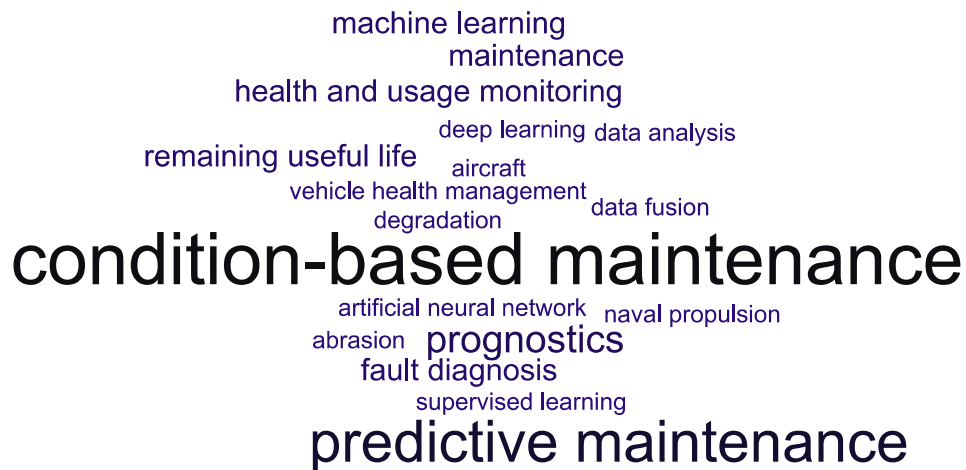 machine learning
maintenance
health and usage monitoring
deep learning data analysis
remaining useful life
aircraft
vehicle health management
data fusion
degradation
condition-based maintenance
artificial neural network
naval propulsion
abrasion prognostics
fault diagnosis
supervised learning
predictive maintenance